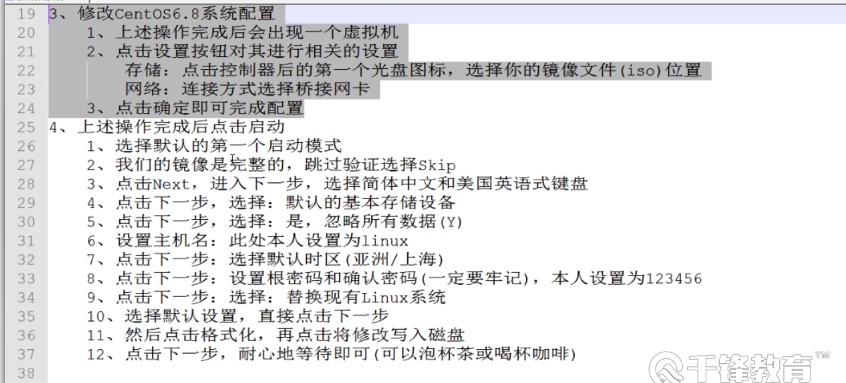 19 3、修改CentOS6.8系统配置
20 1、上述操作完成后会出现一个虚拟机
21 2、点击设置按钮对其进行相关的设置
22 存储：点击控制器后的第一个光盘图标，选择你的镜像文件(iso)位置
23 网络：连接方式选择桥接网卡
24 3、点击确定即可完成配置
25 4、上述操作完成后点击启动
26 1、选择默认的第一个启动模式
27 2、我们的镜像是完整的，跳过验证选择Skip
28 3、点击Next，进入下一步，选择简体中文和美国英语式键盘
29 4、点击下一步，选择：默认的基本存储设备
30 5、点击下一步，选择：是，忽略所有数据(Y)
31 6、设置主机名：此处本人设置为linux
32 7、点击下一步：选择默认时区(亚洲/上海)
33 8、点击下一步：设置根密码和确认密码(一定要牢记)，本人设置为123456
34 9、点击下一步：选择：替换现有Linux系统
35 10、选择默认设置，直接点击下一步
36 11、然后点击格式化，再点击将修改写入磁盘
37 12、点击下一步，耐心地等待即可(可以泡杯茶或喝杯咖啡)
38
千锋教育™